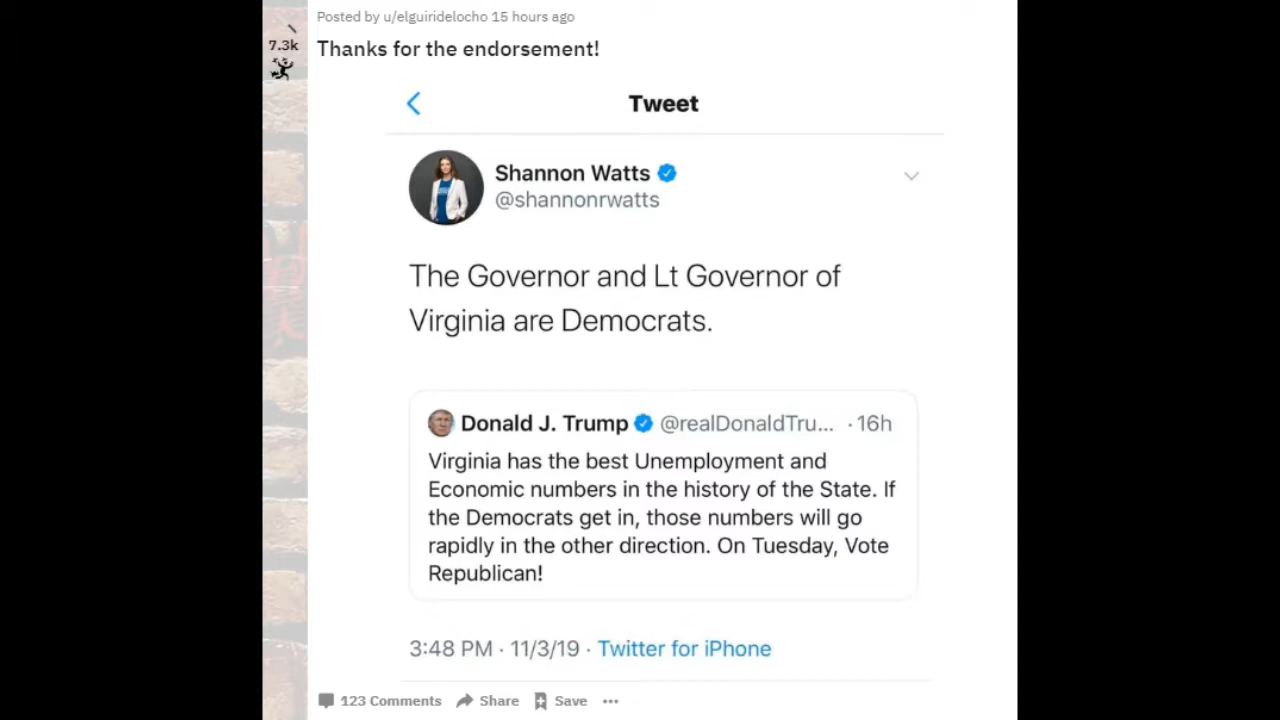 Posted by u/elguiridelocho 15 hours ago
7.3k
Thanks for the endorsement!
Tweet
Shannon Watts
@shannonrwatts
The Governor and Lt Governor of
Virginia are Democrats.
Donald J. Trump @realDonaldTru... · 16h
Virginia has the best Unemployment and
Economic numbers in the history of the State. If
the Democrats get in, those numbers will go
rapidly in the other direction. On Tuesday, Vote
Republican!
3:48 PM · 11/3/19 · Twitter for iPhone
123 Comments Share Save ...